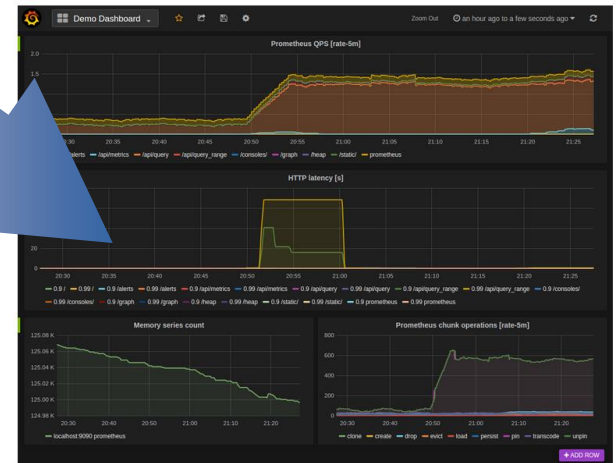 Demo Dashboard
Zoom Out
an hour ago to a few seconds ago
Prometheus QPS [rate-5m]
2.0
1.5
20:30 20:35 20:40 20:45 20:50 20:55 21:00 21:05 21:10 21:15 21:20 21:25
/alerts /api/metrics /api/query /api/query_range /consoles/ /graph /heap /static/ prometheus
HTTP latency [s]
20
0
20:30 20:35 20:40 20:45 20:50 20:55 21:00 21:05 21:10 21:15 21:20 21:25
0.9 / 0.99 / 0.9 /alerts 0.99 /alerts 0.9 /api/metrics 0.99 /api/metrics 0.9 /api/query 0.99 /api/query 0.9 /api/query_range 0.99 /api/query_range 0.9 /consoles/
0.99 /consoles/ 0.9 /graph 0.99 /graph 0.9 /heap 0.99 /heap 0.9 /static/ 0.99 /static/ 0.9 prometheus 0.99 prometheus
Memory series count
125.08 K
125.06 K
125.04 K
125.02 K
125.00 K
124.98 K
20:30 20:40 20:50 21:00 21:10 21:20
localhost:9090 prometheus
Prometheus chunk operations [rate-5m]
800
600
400
200
0
20:30 20:40 20:50 21:00 21:10 21:20
clone create drop evict load persist pin transcode unpin
ADD ROW